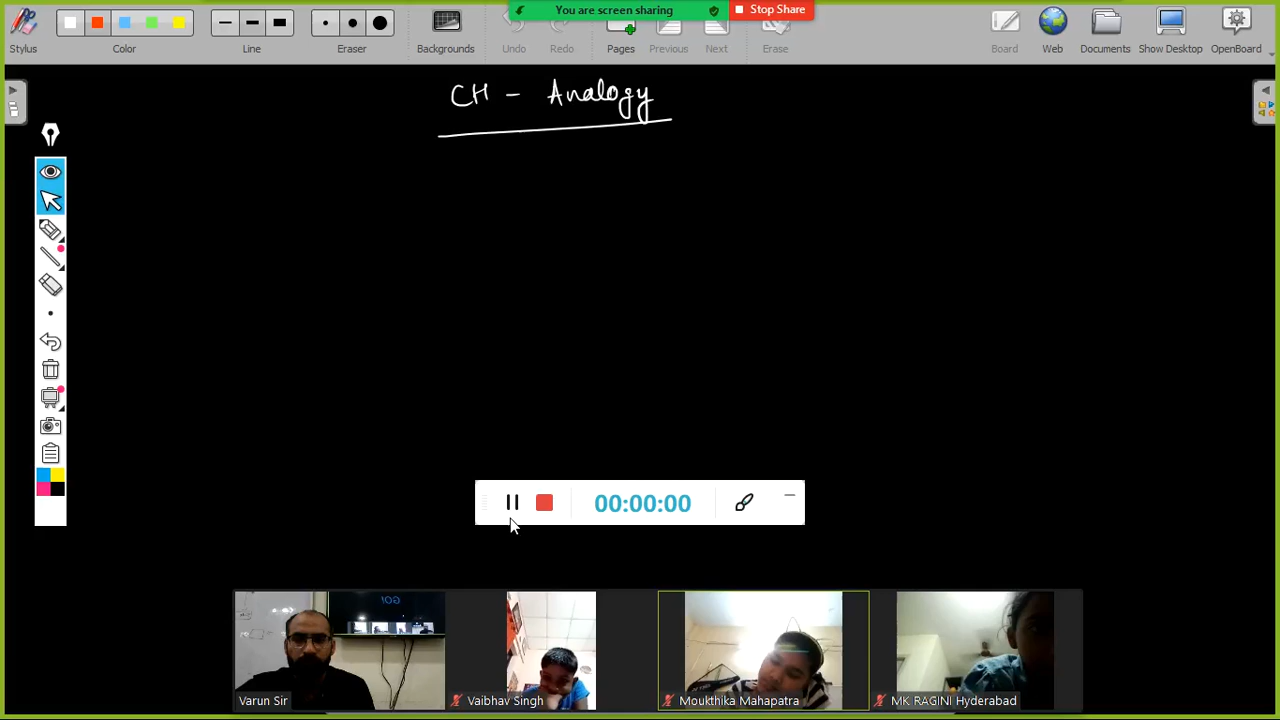 You are screen sharing
Stop Share
Stylus
Color
Line
Eraser
Backgrounds
Undo
Redo
Pages
Previous
Next
Erase
Board
Web
Documents
Show Desktop
OpenBoard
CH - Analogy
00:00:00
Varun Sir
Vaibhav Singh
Moukthika Mahapatra
MK RAGINI Hyderabad